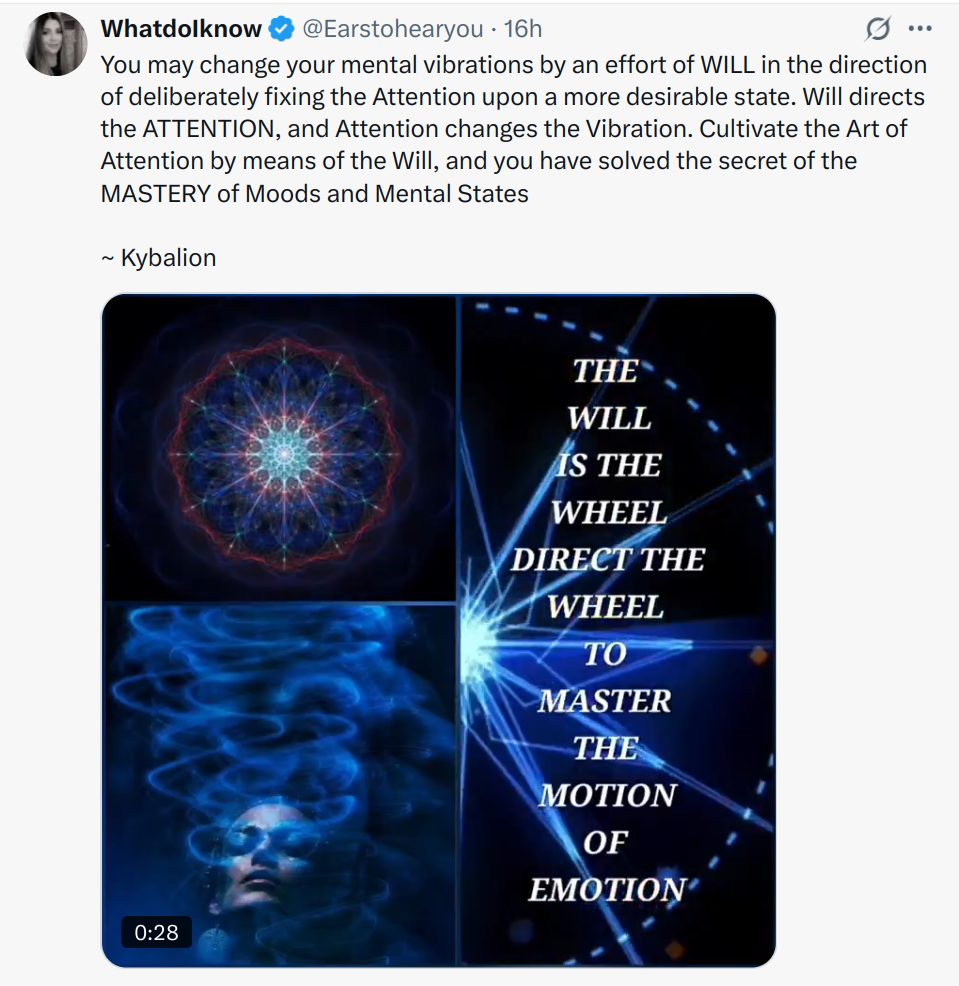 Whatdolknow @Earstohearyou · 16h
You may change your mental vibrations by an effort of WILL in the direction
of deliberately fixing the Attention upon a more desirable state. Will directs
the ATTENTION, and Attention changes the Vibration. Cultivate the Art of
Attention by means of the Will, and you have solved the secret of the
MASTERY of Moods and Mental States
~ Kybalion
THE
WILL
IS THE
WHEEL
DIRECT THE
WHEEL
TO
MASTER
THE
MOTION
OF
EMOTION
0:28